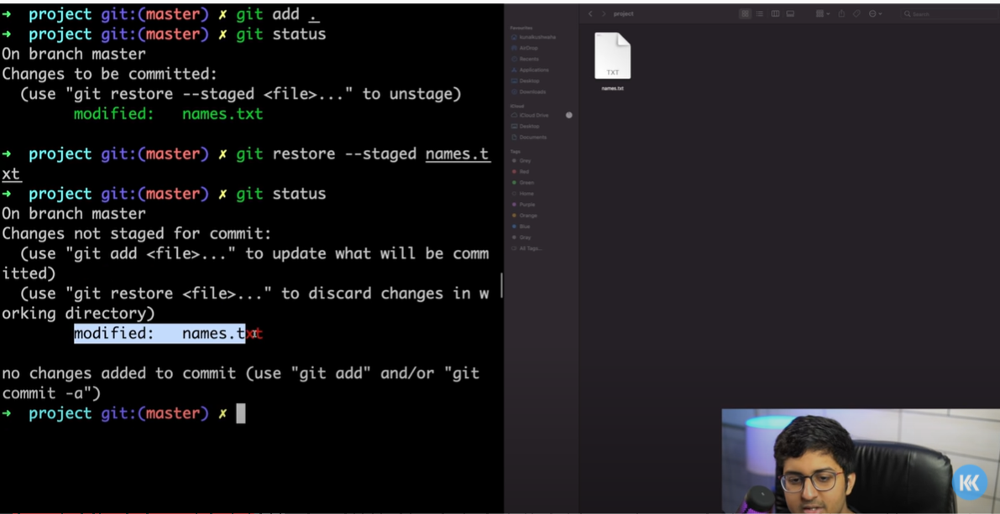 → project git:(master) ✗ git add .
→ project git:(master) ✗ git status
On branch master
Changes to be committed:
(use "git restore --staged <file>..." to unstage)
modified: names.txt
→ project git:(master) ✗ git restore --staged names.t
xt
→ project git:(master) ✗ git status
On branch master
Changes not staged for commit:
(use "git add <file>..." to update what will be comm
itted)
(use "git restore <file>..." to discard changes in w
orking directory)
modified: names.txt
no changes added to commit (use "git add" and/or "git
commit -a")
→ project git:(master) ✗
project
Search
Favourites
kunalkushwaha
AirDrop
Recents
Applications
Desktop
Downloads
iCloud
iCloud Drive
Desktop
Documents
Tags
Grey
Red
Green
Home
Purple
Orange
Blue
Gray
All Tags...
TXT
names.txt
KK